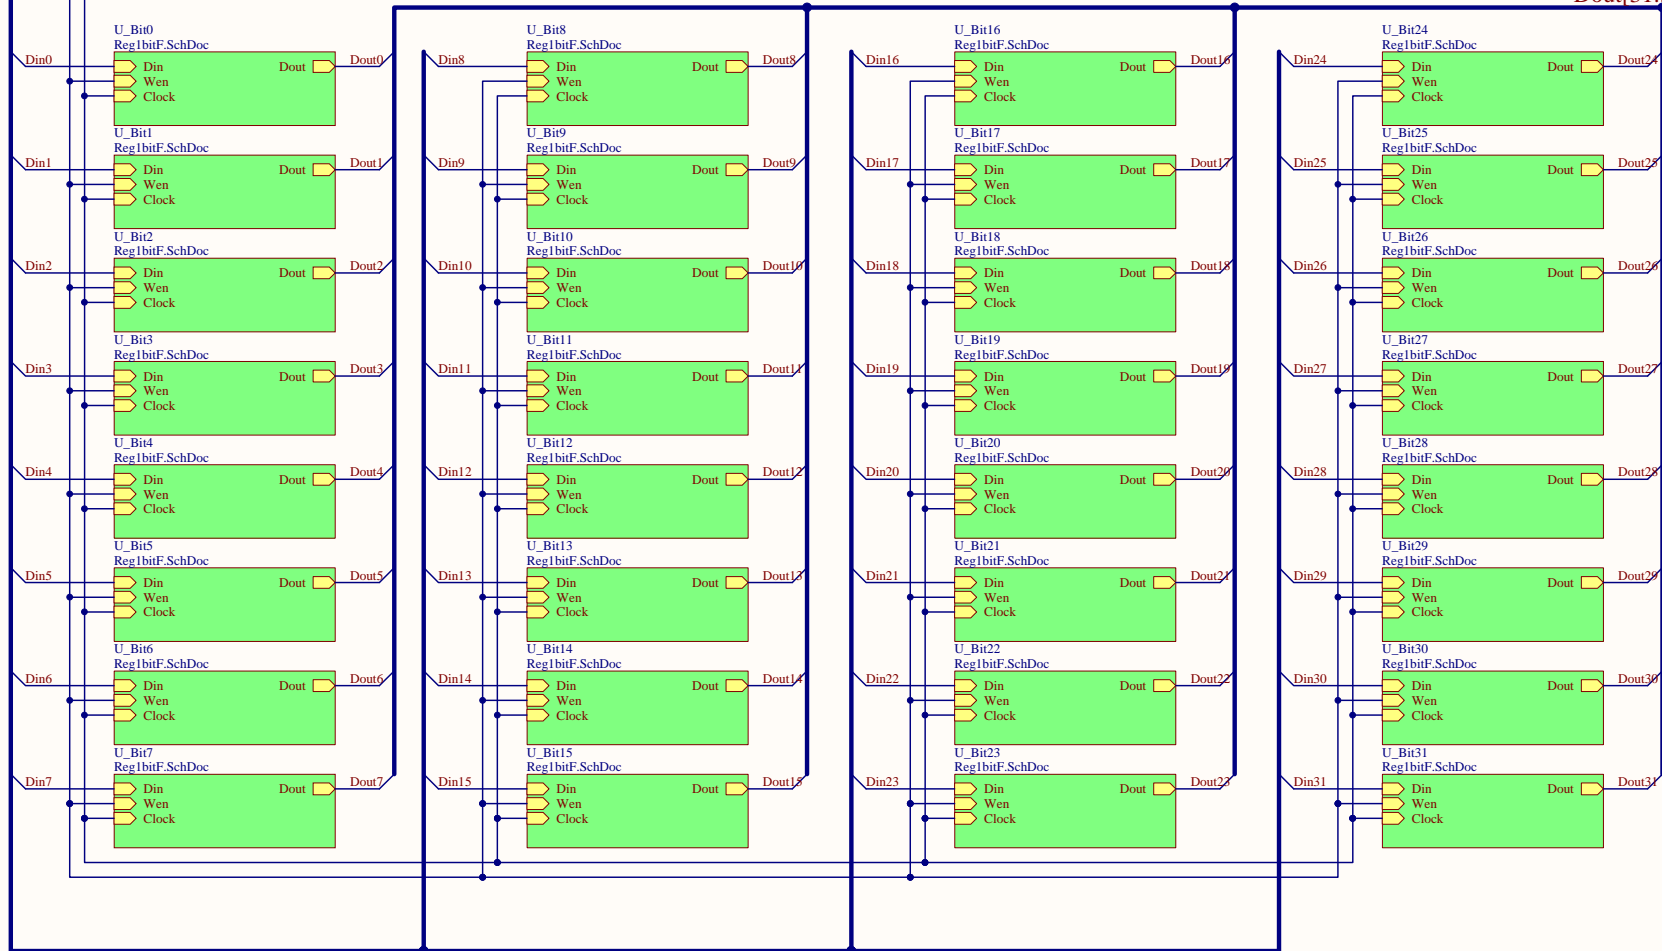 U_Bit0
Reg1bitF.SchDoc
Din0
Din
Wen
Clock
Dout
Dout0
U_Bit1
Reg1bitF.SchDoc
Din1
Din
Wen
Clock
Dout
Dout1
U_Bit2
Reg1bitF.SchDoc
Din2
Din
Wen
Clock
Dout
Dout2
U_Bit3
Reg1bitF.SchDoc
Din3
Din
Wen
Clock
Dout
Dout3
U_Bit4
Reg1bitF.SchDoc
Din4
Din
Wen
Clock
Dout
Dout4
U_Bit5
Reg1bitF.SchDoc
Din5
Din
Wen
Clock
Dout
Dout5
U_Bit6
Reg1bitF.SchDoc
Din6
Din
Wen
Clock
Dout
Dout6
U_Bit7
Reg1bitF.SchDoc
Din7
Din
Wen
Clock
Dout
Dout7
U_Bit8
Reg1bitF.SchDoc
Din8
Din
Wen
Clock
Dout
Dout8
U_Bit9
Reg1bitF.SchDoc
Din9
Din
Wen
Clock
Dout
Dout9
U_Bit10
Reg1bitF.SchDoc
Din10
Din
Wen
Clock
Dout
Dout10
U_Bit11
Reg1bitF.SchDoc
Din11
Din
Wen
Clock
Dout
Dout11
U_Bit12
Reg1bitF.SchDoc
Din12
Din
Wen
Clock
Dout
Dout12
U_Bit13
Reg1bitF.SchDoc
Din13
Din
Wen
Clock
Dout
Dout13
U_Bit14
Reg1bitF.SchDoc
Din14
Din
Wen
Clock
Dout
Dout14
U_Bit15
Reg1bitF.SchDoc
Din15
Din
Wen
Clock
Dout
Dout15
U_Bit16
Reg1bitF.SchDoc
Din16
Din
Wen
Clock
Dout
Dout16
U_Bit17
Reg1bitF.SchDoc
Din17
Din
Wen
Clock
Dout
Dout17
U_Bit18
Reg1bitF.SchDoc
Din18
Din
Wen
Clock
Dout
Dout18
U_Bit19
Reg1bitF.SchDoc
Din19
Din
Wen
Clock
Dout
Dout19
U_Bit20
Reg1bitF.SchDoc
Din20
Din
Wen
Clock
Dout
Dout20
U_Bit21
Reg1bitF.SchDoc
Din21
Din
Wen
Clock
Dout
Dout21
U_Bit22
Reg1bitF.SchDoc
Din22
Din
Wen
Clock
Dout
Dout22
U_Bit23
Reg1bitF.SchDoc
Din23
Din
Wen
Clock
Dout
Dout23
U_Bit24
Reg1bitF.SchDoc
Din24
Din
Wen
Clock
Dout
Dout24
U_Bit25
Reg1bitF.SchDoc
Din25
Din
Wen
Clock
Dout
Dout25
U_Bit26
Reg1bitF.SchDoc
Din26
Din
Wen
Clock
Dout
Dout26
U_Bit27
Reg1bitF.SchDoc
Din27
Din
Wen
Clock
Dout
Dout27
U_Bit28
Reg1bitF.SchDoc
Din28
Din
Wen
Clock
Dout
Dout28
U_Bit29
Reg1bitF.SchDoc
Din29
Din
Wen
Clock
Dout
Dout29
U_Bit30
Reg1bitF.SchDoc
Din30
Din
Wen
Clock
Dout
Dout30
U_Bit31
Reg1bitF.SchDoc
Din31
Din
Wen
Clock
Dout
Dout31